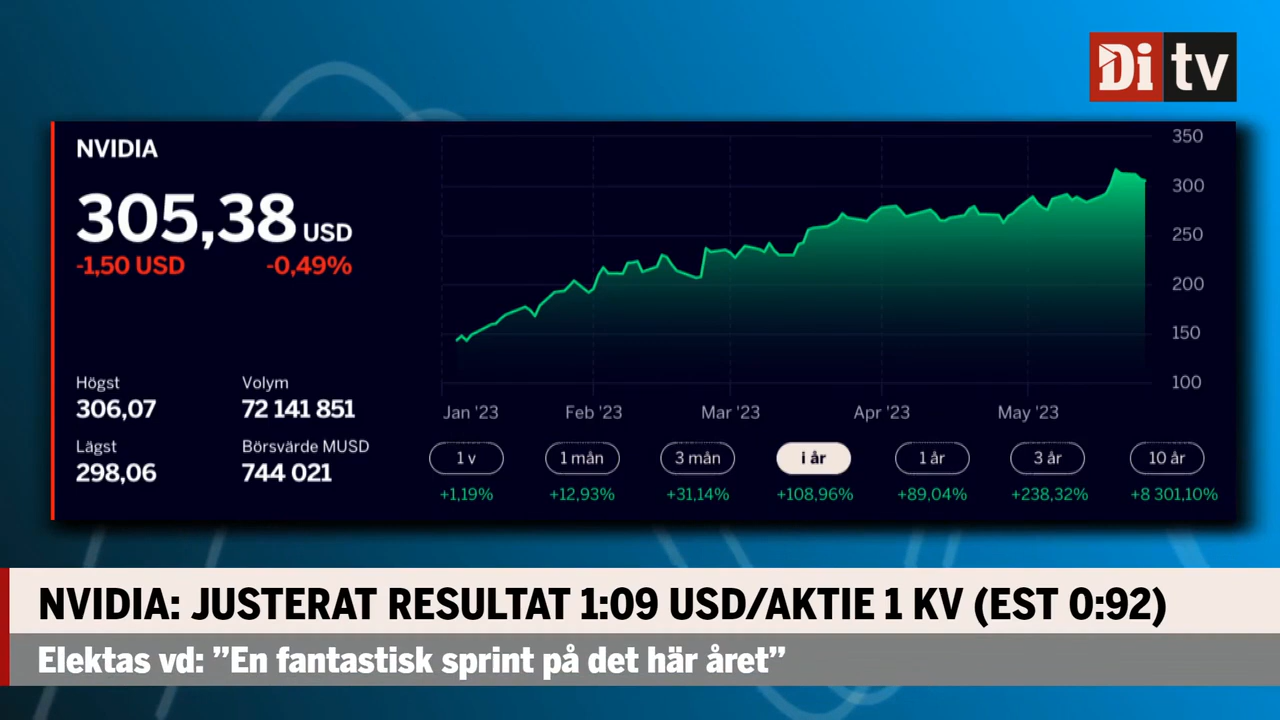 Di tv
NVIDIA
305,38 USD
-1,50 USD -0,49%
Högst Volym
306,07 72 141 851
Lägst Börsvärde MUSD
298,06 744 021
350
300
250
200
150
100
Jan '23 Feb '23 Mar '23 Apr '23 May '23
1 v 1 mån 3 mån i år 1 år 3 år 10 år
+1,19% +12,93% +31,14% +108,96% +89,04% +238,32% +8 301,10%
NVIDIA: JUSTERAT RESULTAT 1:09 USD/AKTIE 1 KV (EST 0:92)
Elektas vd: ”En fantastisk sprint på det här året”